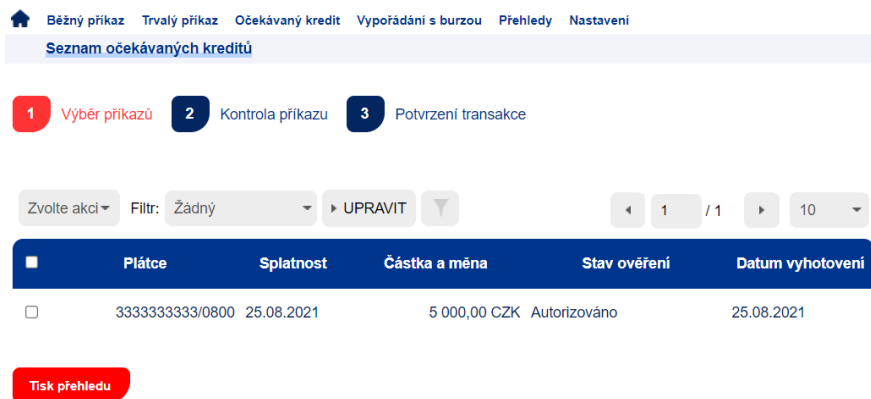 Běžný příkaz Trvalý příkaz Očekávaný kredit Vypořádání s burzou Přehledy Nastavení
Seznam očekávaných kreditů
1 Výběr příkazů 2 Kontrola příkazu 3 Potvrzení transakce
Zvolte akci Filtr: Žádný UPRAVIT 1 / 1 10
Plátce Splatnost Částka a měna Stav ověření Datum vyhotovení
3333333333/0800 25.08.2021 5 000,00 CZK Autorizováno 25.08.2021
Tisk přehledu